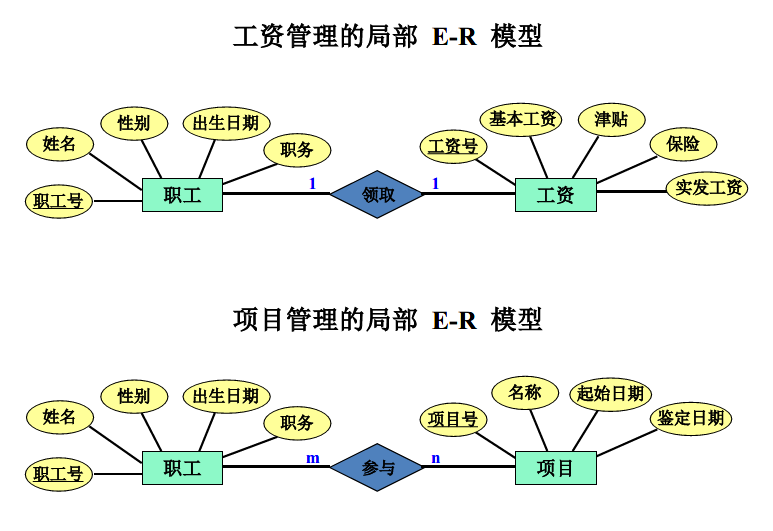 工资管理的局部 E-R 模型
性别
出生日期
基本工资
津贴
姓名
职务
工资号
保险
职工号
职工
1
领取
1
工资
实发工资
项目管理的局部 E-R 模型
性别
出生日期
名称
起始日期
姓名
职务
项目号
鉴定日期
职工号
职工
m
参与
n
项目